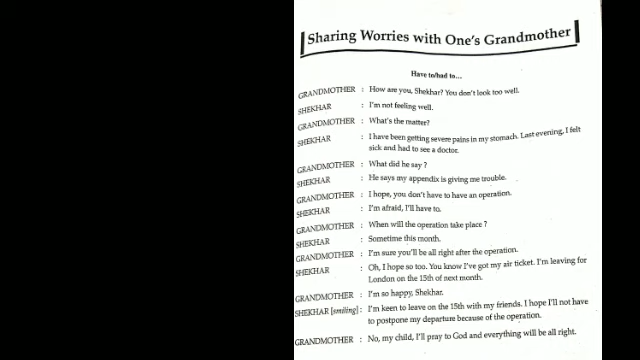 Sharing Worries with One's Grandmother
Have to/had to...
GRANDMOTHER : How are you, Shekhar? You don't look too well.
SHEKHAR : I'm not feeling well.
GRANDMOTHER : What's the matter?
SHEKHAR : I have been getting severe pains in my stomach. Last evening, I felt
sick and had to see a doctor.
GRANDMOTHER : What did he say ?
SHEKHAR : He says my appendix is giving me trouble.
GRANDMOTHER : I hope, you don't have to have an operation.
SHEKHAR : I'm afraid, I'll have to.
GRANDMOTHER : When will the operation take place ?
SHEKHAR : Sometime this month.
GRANDMOTHER : I'm sure you'll be all right after the operation.
SHEKHAR : Oh, I hope so too. You know I've got my air ticket. I'm leaving for
London on the 15th of next month.
GRANDMOTHER : I'm so happy, Shekhar.
SHEKHAR [smiling] : I'm keen to leave on the 15th with my friends. I hope I'll not have
to postpone my departure because of the operation.
GRANDMOTHER : No, my child, I'll pray to God and everything will be all right.